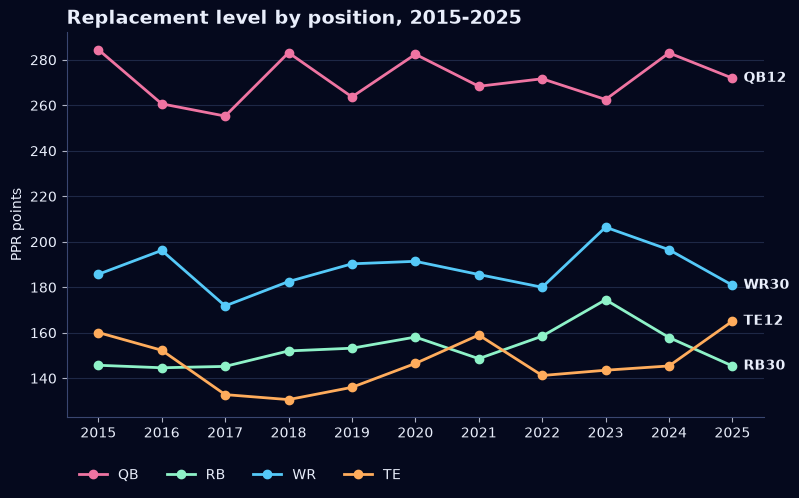 Replacement level by position, 2015-2025
PPR points
280
260
240
220
200
180
160
140
QB12
WR30
TE12
RB30
2015 2016 2017 2018 2019 2020 2021 2022 2023 2024 2025
QB RB WR TE